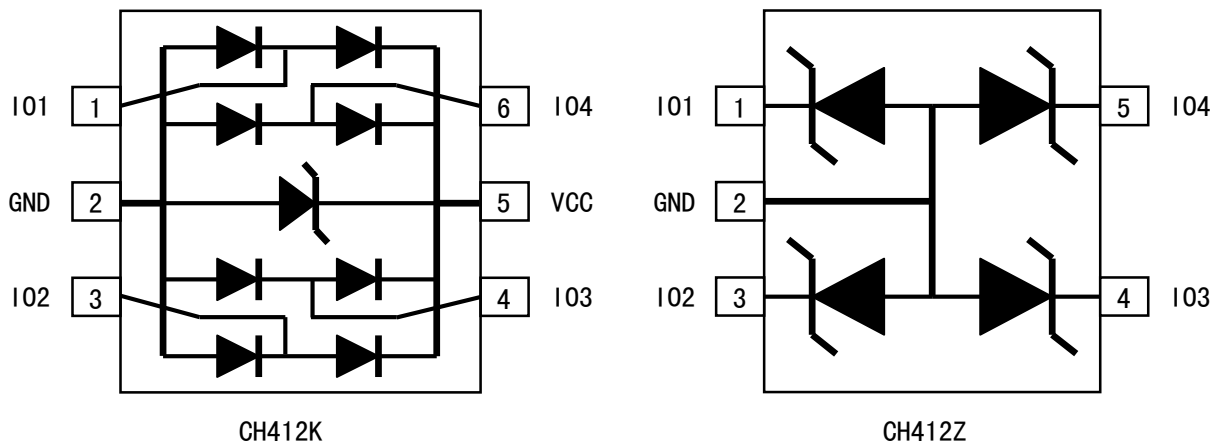 IO1 1 6 IO4
GND 2 5 VCC
IO2 3 4 IO3
CH412K
IO1 1 5 IO4
GND 2
IO2 3 4 IO3
CH412Z